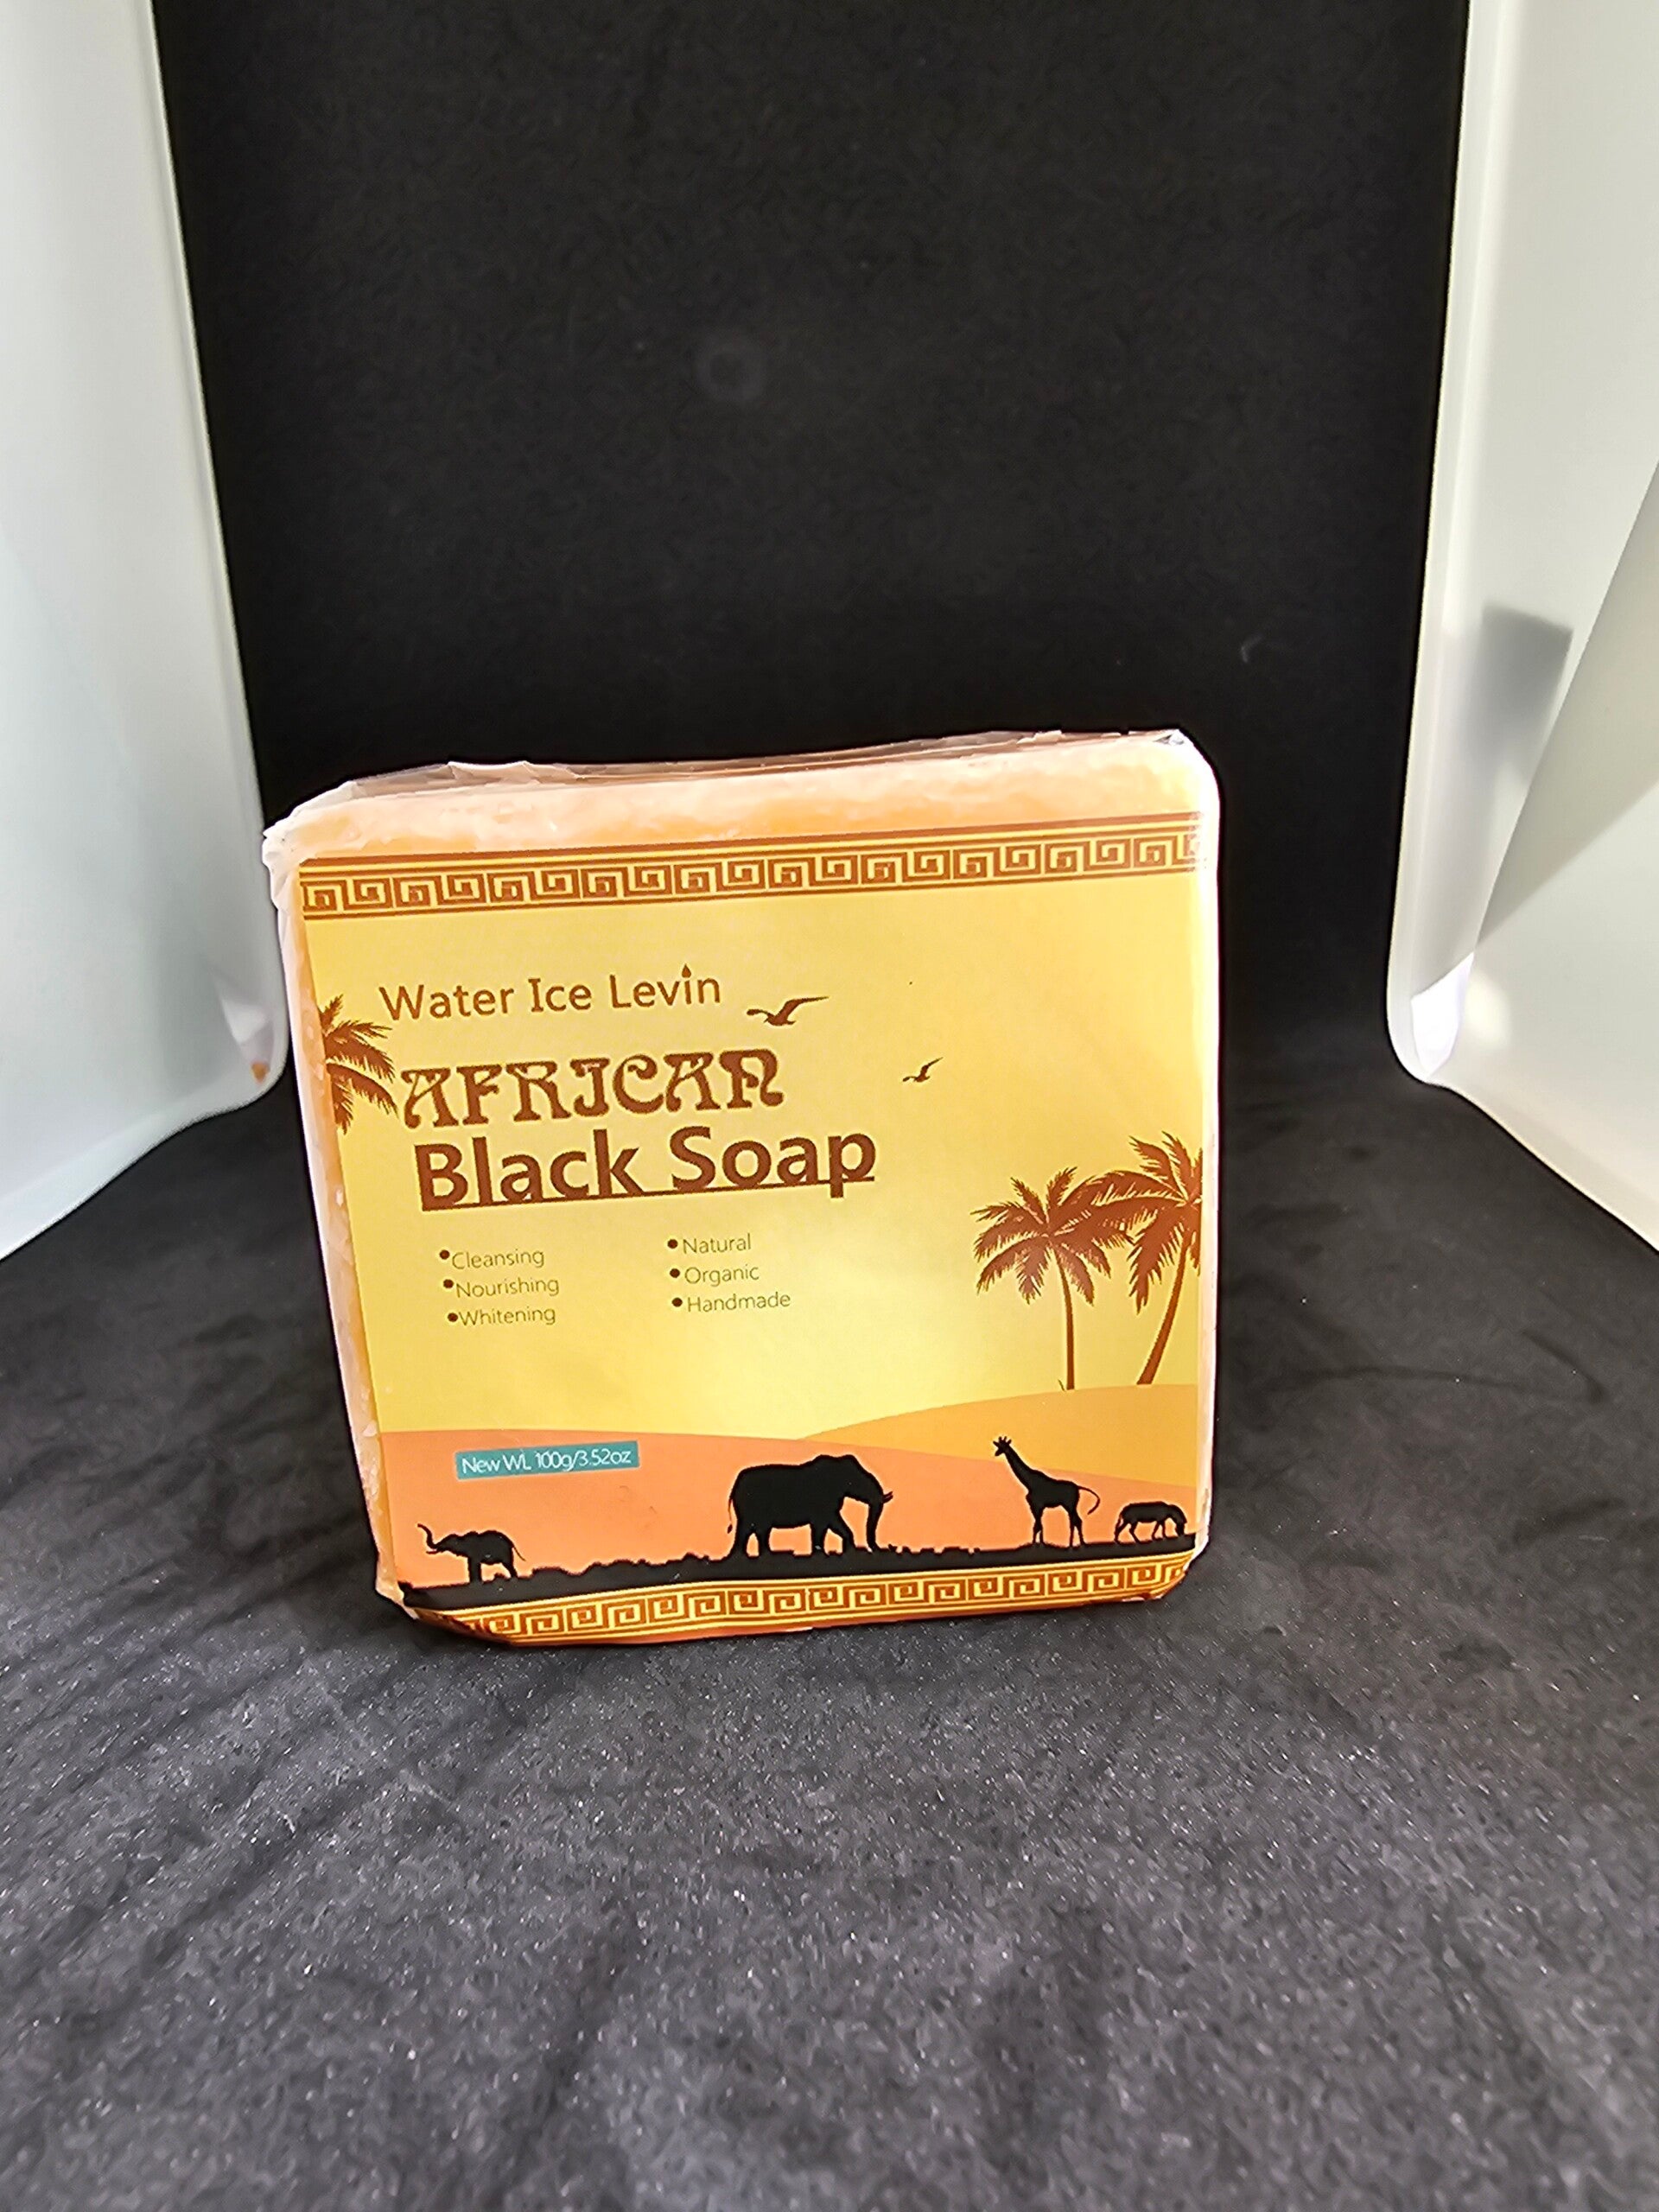 Water Ice Levin
AFRICAN
Black Soap
•Cleansing
•Nourishing
•Whitening
•Natural
•Organic
•Handmade
New WL 100g/3.52oz